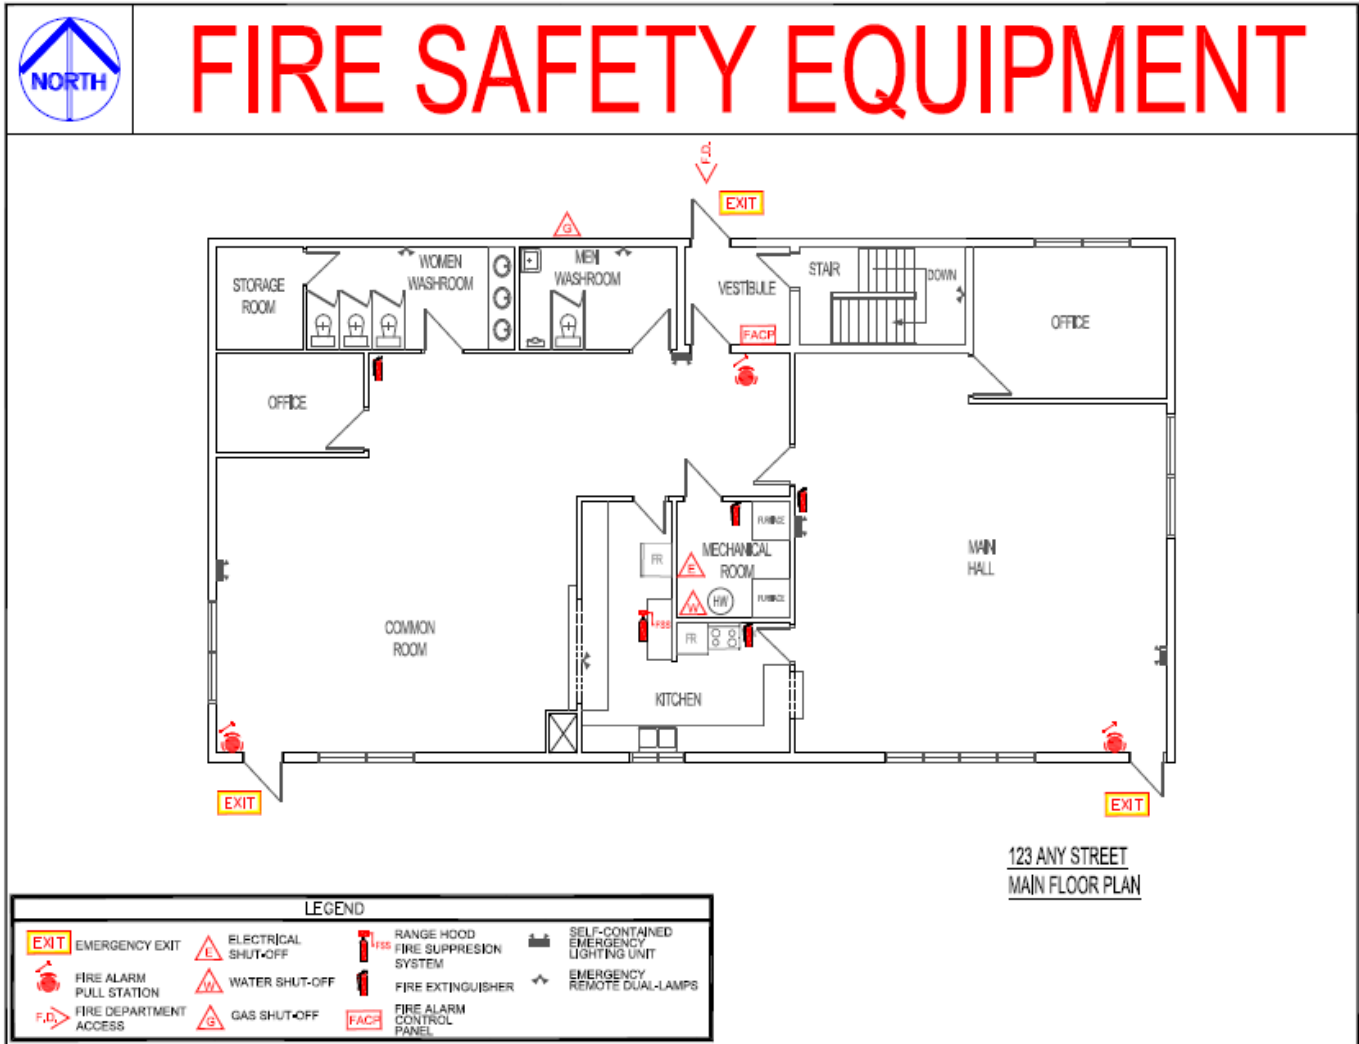 NORTH
FIRE SAFETY EQUIPMENT
F.D.
EXIT
G
STORAGE
ROOM
WOMEN
WASHROOM
MEN
WASHROOM
VESTIBULE
FACP
STAIR
DOWN
OFFICE
OFFICE
FR
MECHANICAL
ROOM
FURNACE
E
W
HW
FURNACE
FSS
FR
KITCHEN
COMMON
ROOM
MAIN
HALL
EXIT
EXIT
123 ANY STREET
MAIN FLOOR PLAN
LEGEND
EXIT EMERGENCY EXIT
FIRE ALARM
PULL STATION
F.D. FIRE DEPARTMENT
ACCESS
E ELECTRICAL
SHUT-OFF
W WATER SHUT-OFF
G GAS SHUT-OFF
FSS RANGE HOOD
FIRE SUPPRESION
SYSTEM
FIRE EXTINGUISHER
FACP FIRE ALARM
CONTROL
PANEL
SELF-CONTAINED
EMERGENCY
LIGHTING UNIT
EMERGENCY
REMOTE DUAL-LAMPS